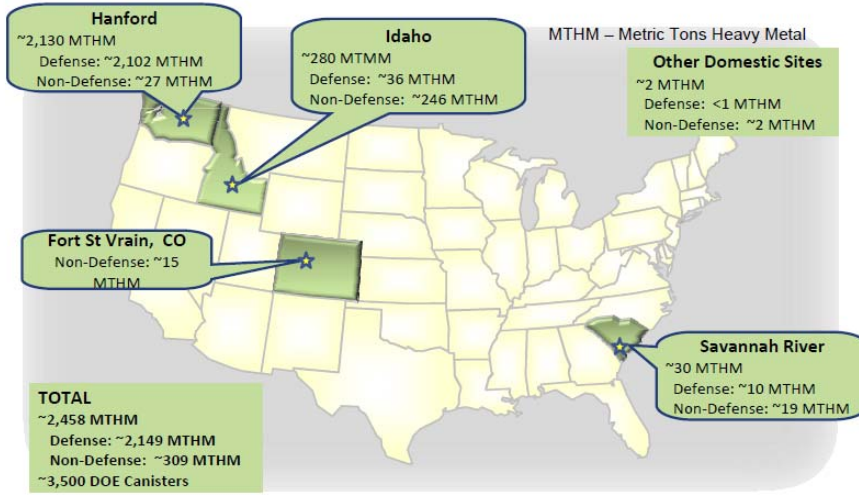 Hanford
~2,130 MTHM
Defense: ~2,102 MTHM
Non-Defense: ~27 MTHM
Idaho
~280 MTMM
Defense: ~36 MTHM
Non-Defense: ~246 MTHM
MTHM – Metric Tons Heavy Metal
Other Domestic Sites
~2 MTHM
Defense: <1 MTHM
Non-Defense: ~2 MTHM
Fort St Vrain, CO
Non-Defense: ~15
MTHM
Savannah River
~30 MTHM
Defense: ~10 MTHM
Non-Defense: ~19 MTHM
TOTAL
~2,458 MTHM
Defense: ~2,149 MTHM
Non-Defense: ~309 MTHM
~3,500 DOE Canisters